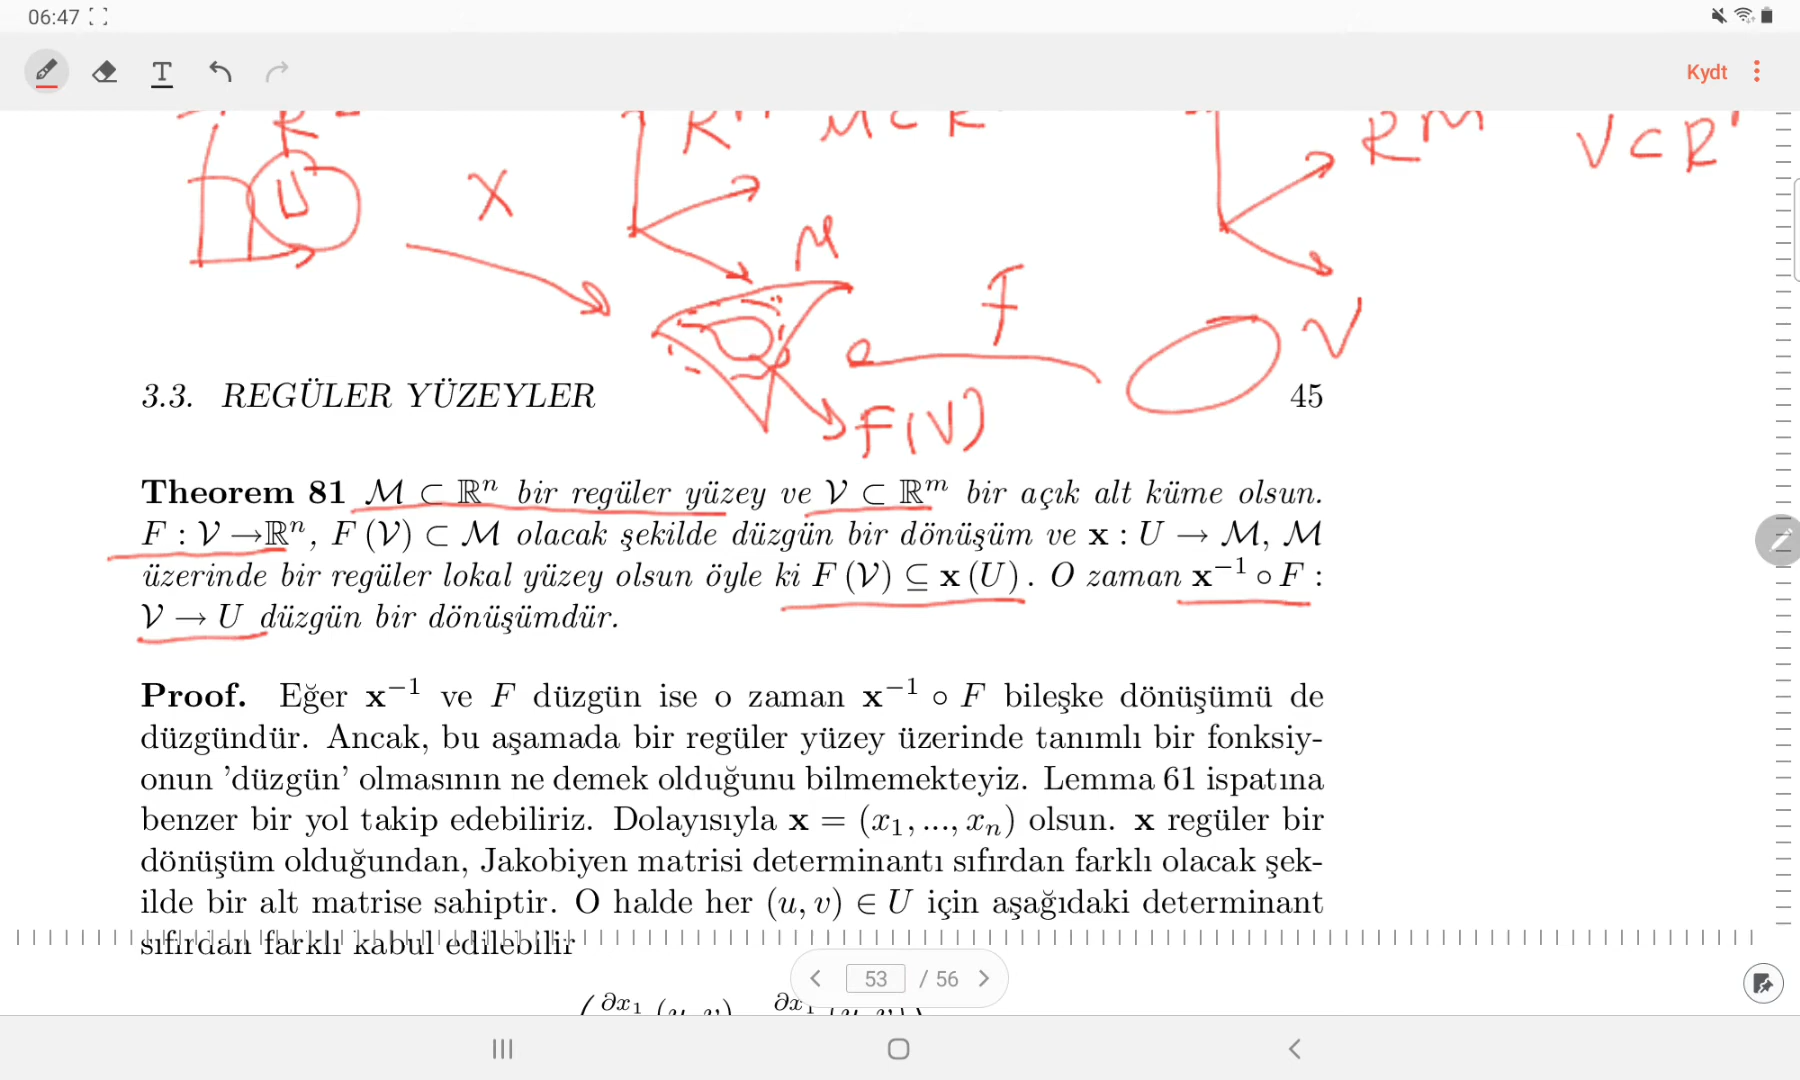 06:47
T
Kydt
U
X
M
F
V
F(V)
3.3. REGÜLER YÜZEYLER 45
Theorem 81 ℳ ⊂ ℝⁿ bir regüler yüzey ve 𝒱 ⊂ ℝᵐ bir açık alt küme olsun.
F : 𝒱 →ℝⁿ, F (𝒱) ⊂ ℳ olacak şekilde düzgün bir dönüşüm ve x : U → ℳ, ℳ
üzerinde bir regüler lokal yüzey olsun öyle ki F (𝒱) ⊆ x (U) . O zaman x⁻¹ ∘ F :
𝒱 → U düzgün bir dönüşümdür.
Proof. Eğer x⁻¹ ve F düzgün ise o zaman x⁻¹ ∘ F bileşke dönüşümü de
düzgündür. Ancak, bu aşamada bir regüler yüzey üzerinde tanımlı bir fonksiy-
onun 'düzgün' olmasının ne demek olduğunu bilmemekteyiz. Lemma 61 ispatına
benzer bir yol takip edebiliriz. Dolayısıyla x = (x₁, ..., xₙ) olsun. x regüler bir
dönüşüm olduğundan, Jakobiyen matrisi determinantı sıfırdan farklı olacak şek-
ilde bir alt matrise sahiptir. O halde her (u, v) ∈ U için aşağıdaki determinant
sıfırdan farklı kabul edilebilir
53 / 56